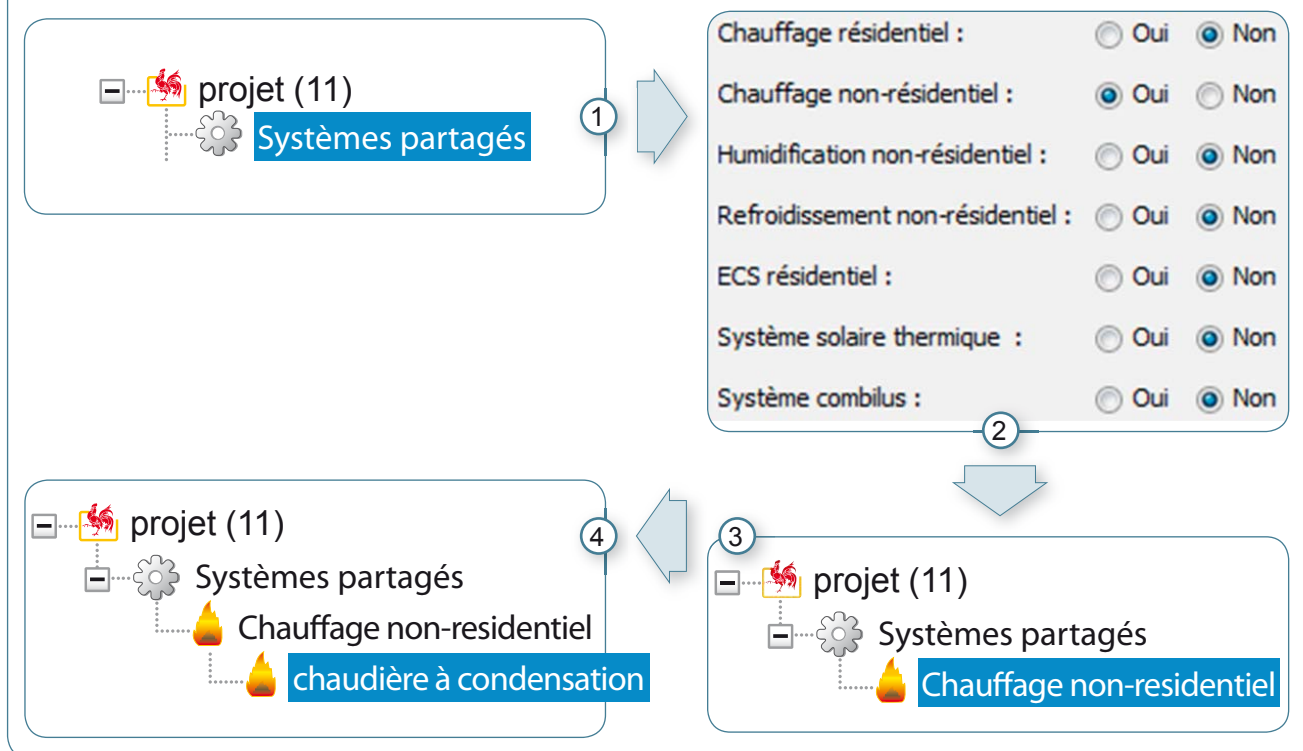 projet (11)
Systèmes partagés
1
Chauffage résidentiel : Oui Non
Chauffage non-résidentiel : Oui Non
Humidification non-résidentiel : Oui Non
Refroidissement non-résidentiel : Oui Non
ECS résidentiel : Oui Non
Système solaire thermique : Oui Non
Système combilus : Oui Non
2
3
projet (11)
Systèmes partagés
Chauffage non-residentiel
4
projet (11)
Systèmes partagés
Chauffage non-residentiel
chaudière à condensation